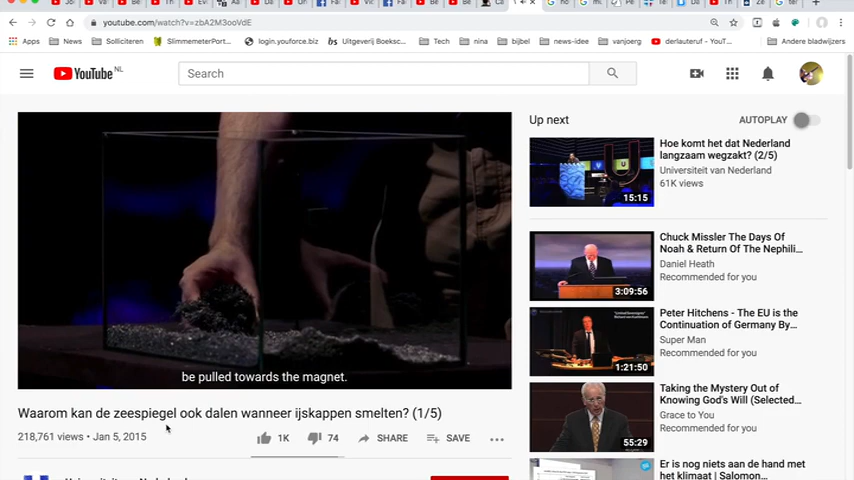 youtube.com/watch?v=zbA2M3ooVdE
Apps
News
Solliciteren
SlimmemeterPort...
login.youforce.biz
Uitgeverij Boeksc...
Tech
nina
bijbel
news-idee
vanjoerg
derlauteruf - YouT...
Andere bladwijzers
YouTube NL
Search
Up next
AUTOPLAY
Hoe komt het dat Nederland
langzaam wegzakt? (2/5)
Universiteit van Nederland
61K views
15:15
Chuck Missler The Days Of
Noah & Return Of The Nephili...
Daniel Heath
Recommended for you
3:09:56
Peter Hitchens - The EU is the
Continuation of Germany By...
Super Man
Recommended for you
1:21:50
Taking the Mystery Out of
Knowing God's Will (Selected...
Grace to You
Recommended for you
55:29
Er is nog niets aan de hand met
het klimaat | Salomon...
be pulled towards the magnet.
Waarom kan de zeespiegel ook dalen wanneer ijskappen smelten? (1/5)
218,761 views • Jan 5, 2015
1K
74
SHARE
SAVE